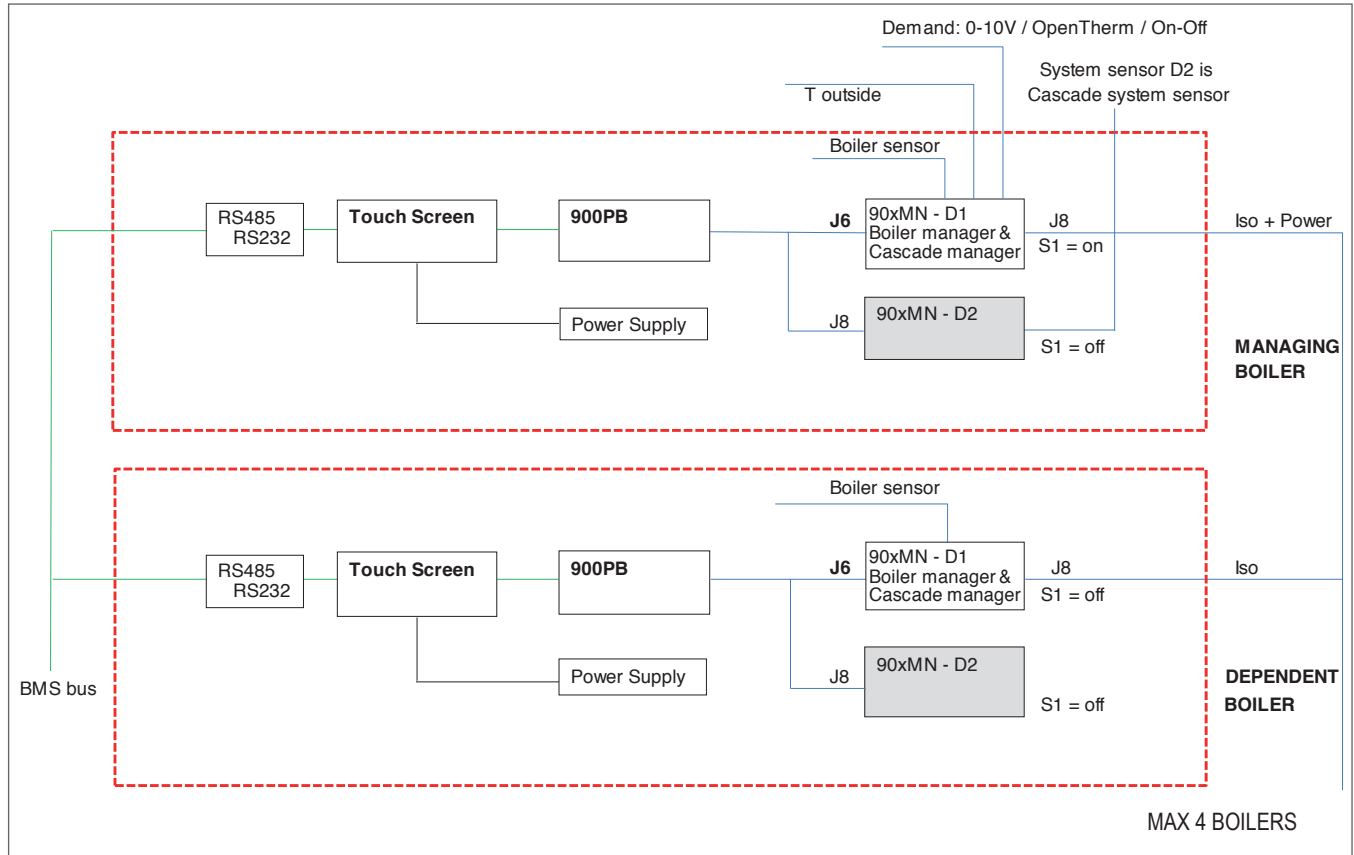 Demand: 0-10V / OpenTherm / On-Off
System sensor D2 is
Cascade system sensor
T outside
Boiler sensor
RS485
RS232
Touch Screen
900PB
J6
90xMN - D1
Boiler manager &
Cascade manager
J8
S1 = on
Iso + Power
Power Supply
J8
90xMN - D2
S1 = off
MANAGING
BOILER
Boiler sensor
RS485
RS232
Touch Screen
900PB
J6
90xMN - D1
Boiler manager &
Cascade manager
J8
S1 = off
Iso
Power Supply
J8
90xMN - D2
S1 = off
DEPENDENT
BOILER
BMS bus
MAX 4 BOILERS